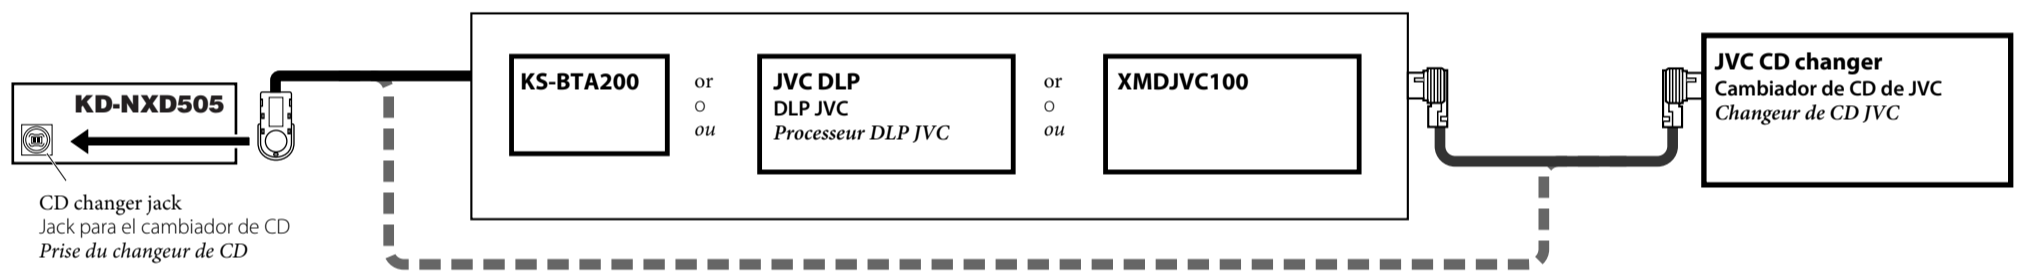 KD-NXD505
CD changer jack
Jack para el cambiador de CD
Prise du changeur de CD
KS-BTA200
or
O
ou
JVC DLP
DLP JVC
Processeur DLP JVC
or
O
ou
XMDJVC100
JVC CD changer
Cambiador de CD de JVC
Changeur de CD JVC